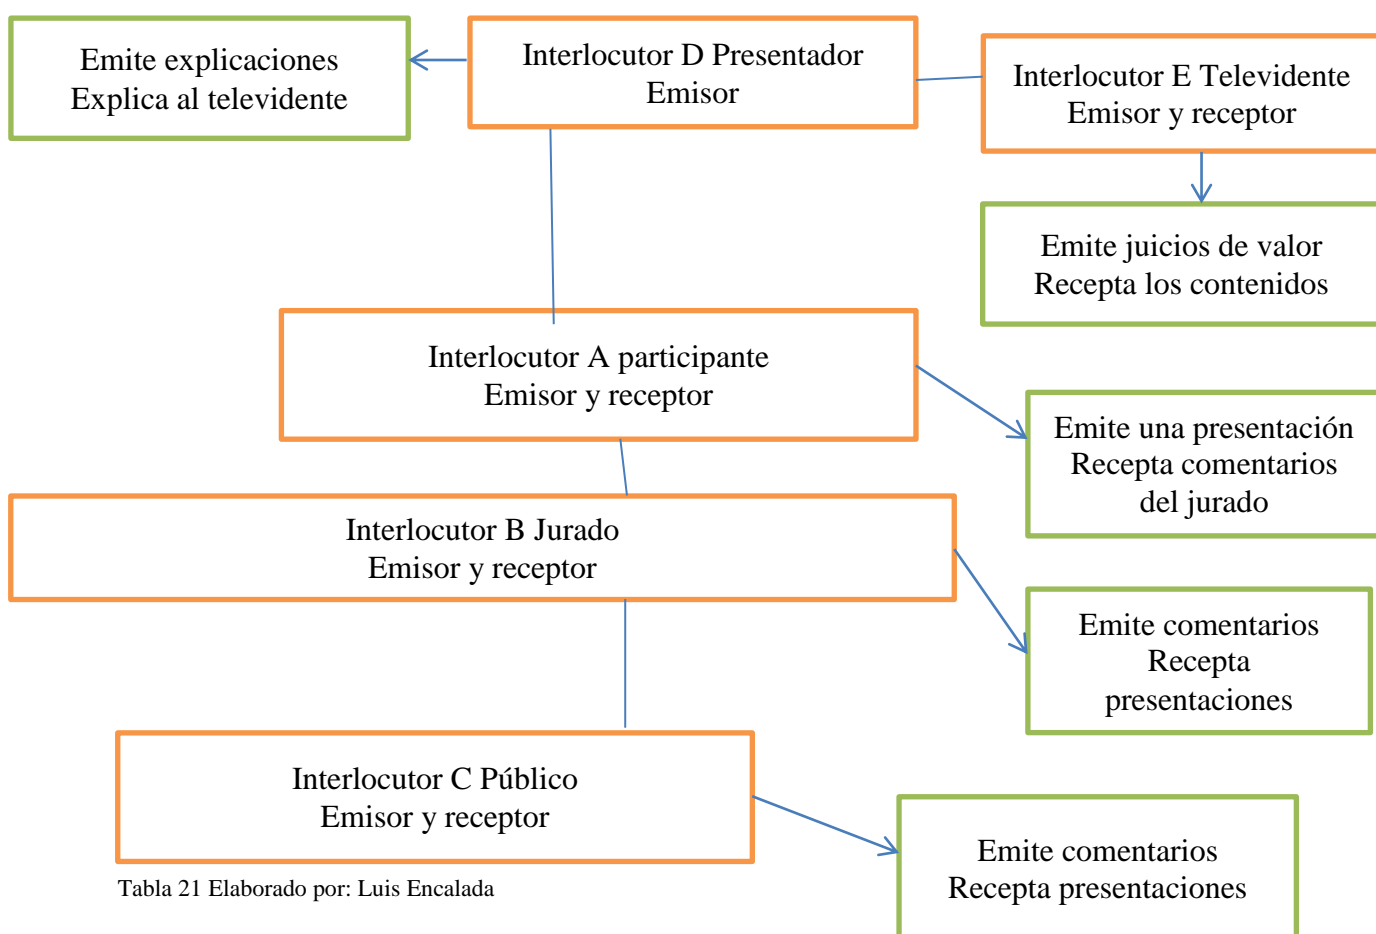 Emite explicaciones
Explica al televidente
Interlocutor D Presentador
Emisor
Interlocutor E Televidente
Emisor y receptor
Emite juicios de valor
Recepta los contenidos
Interlocutor A participante
Emisor y receptor
Emite una presentación
Recepta comentarios
del jurado
Interlocutor B Jurado
Emisor y receptor
Emite comentarios
Recepta
presentaciones
Interlocutor C Público
Emisor y receptor
Emite comentarios
Recepta presentaciones
Tabla 21 Elaborado por: Luis Encalada